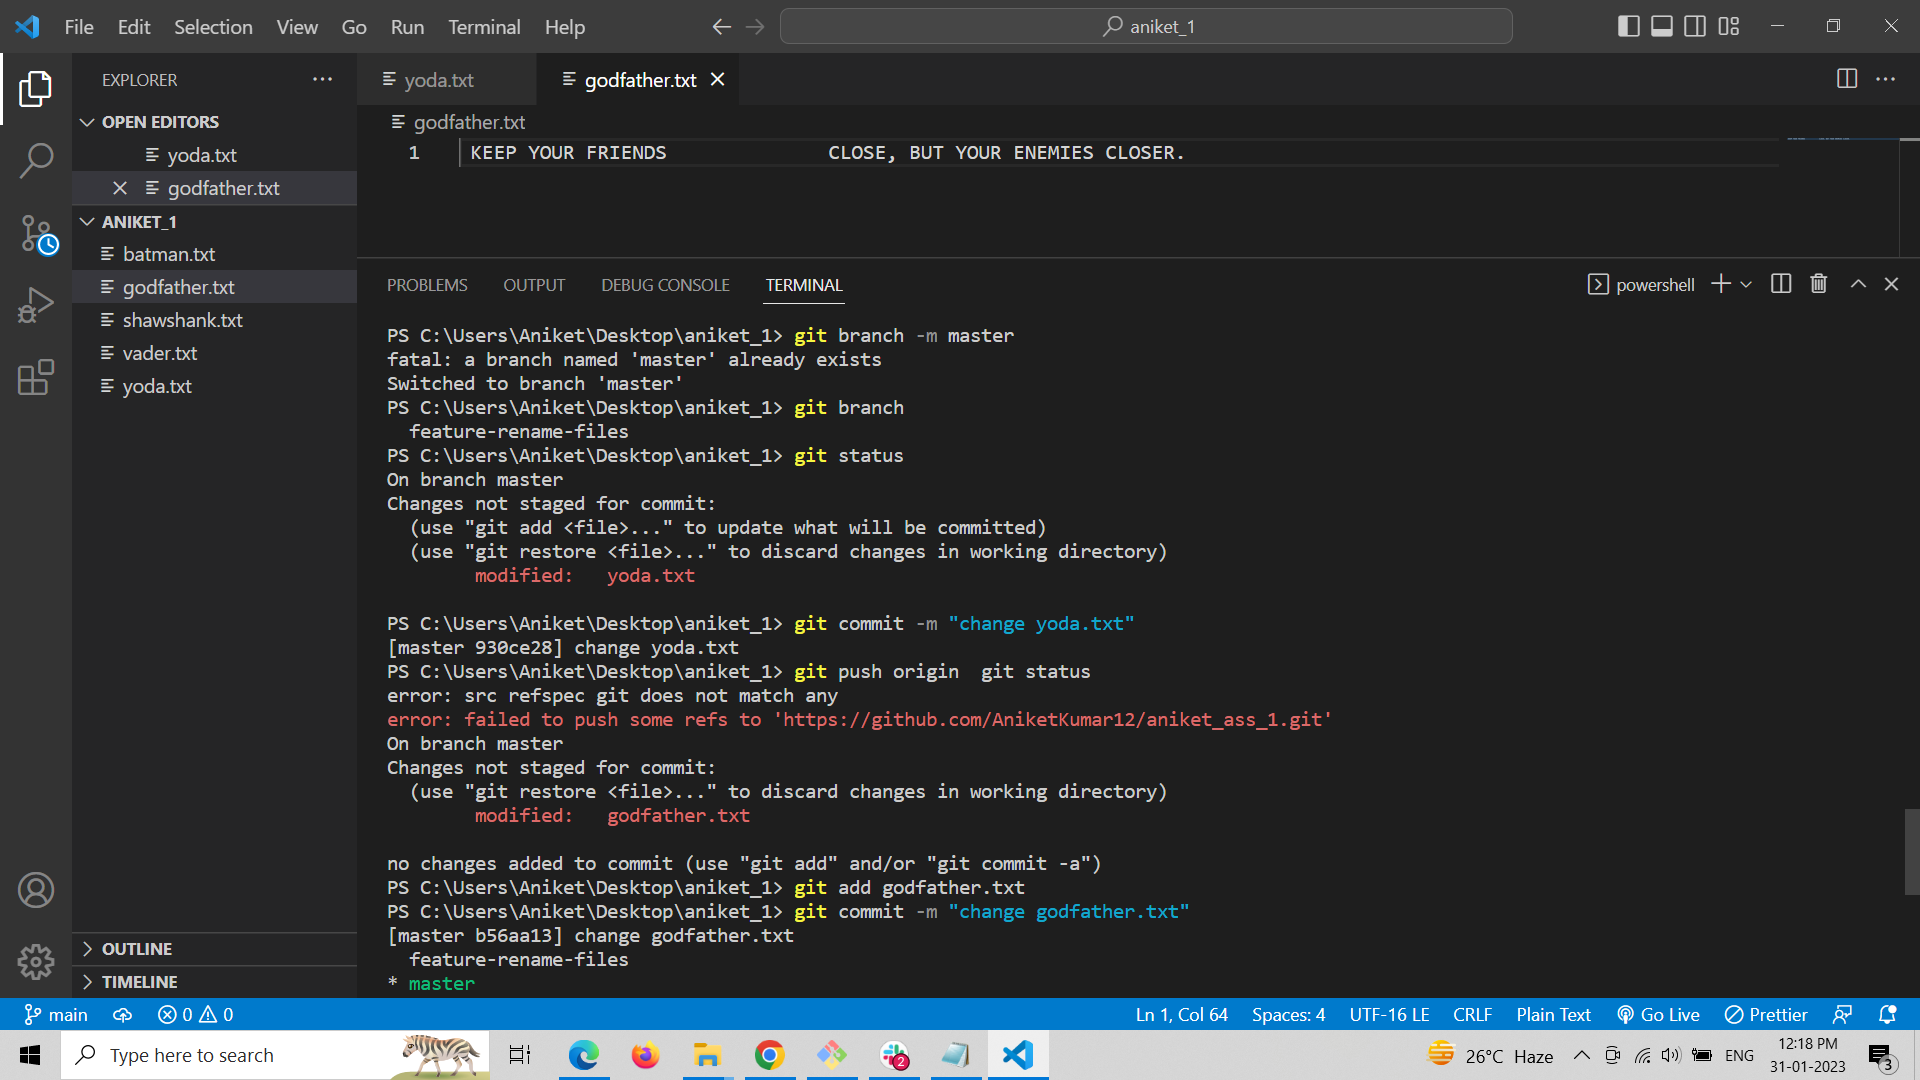 File Edit Selection View Go Run Terminal Help
aniket_1
EXPLORER
OPEN EDITORS
yoda.txt
godfather.txt
ANIKET_1
batman.txt
godfather.txt
shawshank.txt
vader.txt
yoda.txt
OUTLINE
TIMELINE
yoda.txt godfather.txt
godfather.txt
1 KEEP YOUR FRIENDS CLOSE, BUT YOUR ENEMIES CLOSER.
PROBLEMS OUTPUT DEBUG CONSOLE TERMINAL powershell
PS C:\Users\Aniket\Desktop\aniket_1> git branch -m master
fatal: a branch named 'master' already exists
Switched to branch 'master'
PS C:\Users\Aniket\Desktop\aniket_1> git branch
feature-rename-files
PS C:\Users\Aniket\Desktop\aniket_1> git status
On branch master
Changes not staged for commit:
(use "git add <file>..." to update what will be committed)
(use "git restore <file>..." to discard changes in working directory)
modified: yoda.txt
PS C:\Users\Aniket\Desktop\aniket_1> git commit -m "change yoda.txt"
[master 930ce28] change yoda.txt
PS C:\Users\Aniket\Desktop\aniket_1> git push origin git status
error: src refspec git does not match any
error: failed to push some refs to 'https://github.com/AniketKumar12/aniket_ass_1.git'
On branch master
Changes not staged for commit:
(use "git restore <file>..." to discard changes in working directory)
modified: godfather.txt
no changes added to commit (use "git add" and/or "git commit -a")
PS C:\Users\Aniket\Desktop\aniket_1> git add godfather.txt
PS C:\Users\Aniket\Desktop\aniket_1> git commit -m "change godfather.txt"
[master b56aa13] change godfather.txt
feature-rename-files
* master
main 0 0 Ln 1, Col 64 Spaces: 4 UTF-16 LE CRLF Plain Text Go Live Prettier
Type here to search 2 26°C Haze ENG 12:18 PM
31-01-2023 3